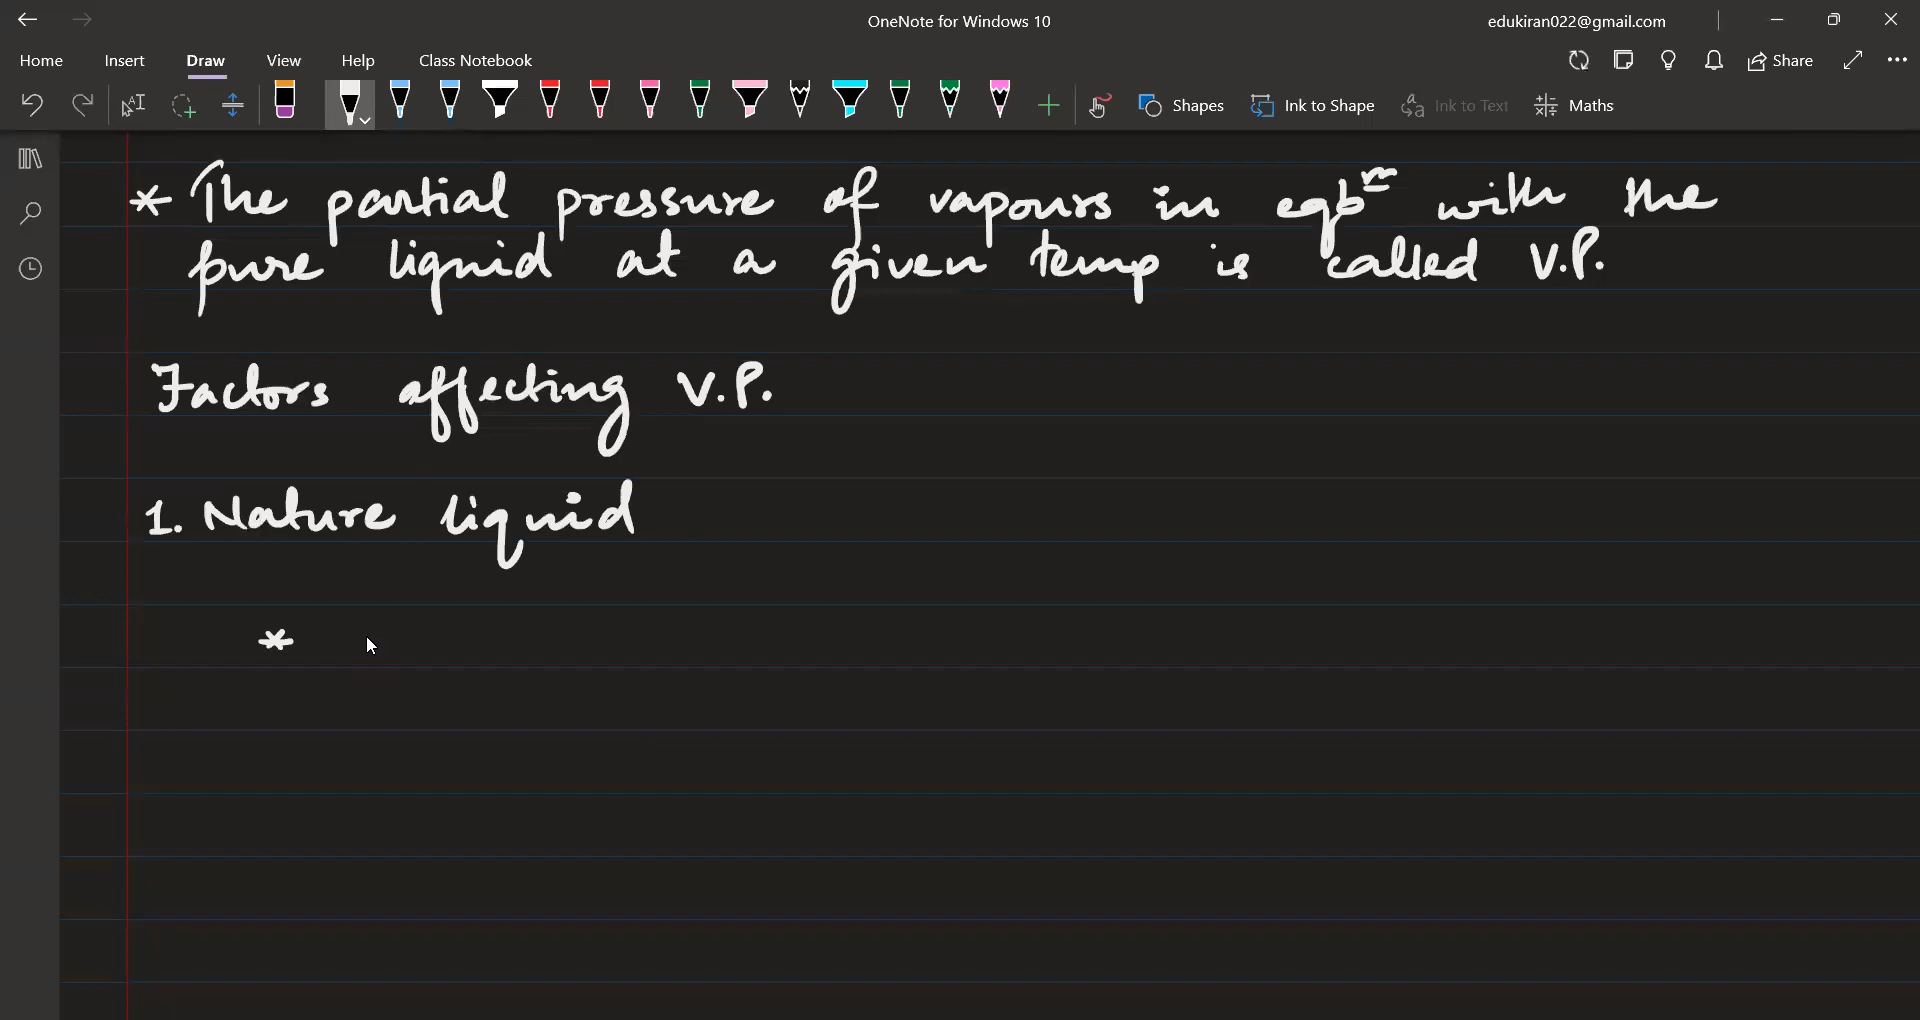 OneNote for Windows 10
edukiran022@gmail.com
Home Insert Draw View Help Class Notebook
Share
Shapes Ink to Shape Ink to Text Maths
* The partial pressure of vapours in eqbᵐ with the
pure liquid at a given temp is called V.P.
Factors affecting V.P.
1. Nature liquid
*